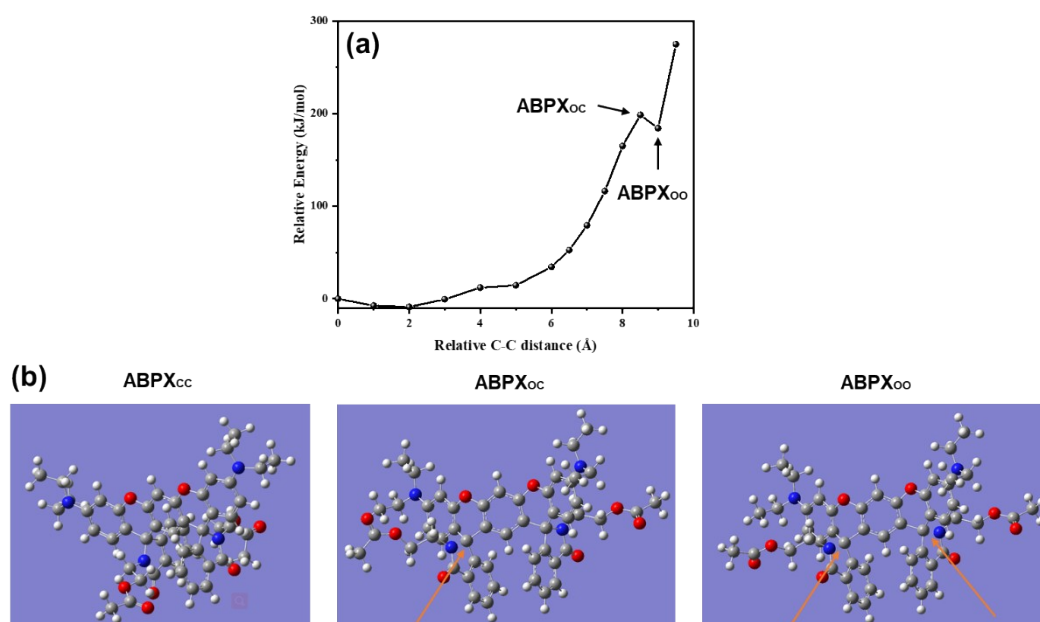 (a)
300
200
100
0
Relative Energy (kJ/mol)
ABPXOC
ABPXOO
0 2 4 6 8 10
Relative C-C distance (Å)
(b)
ABPXCC
ABPXOC
ABPXOO